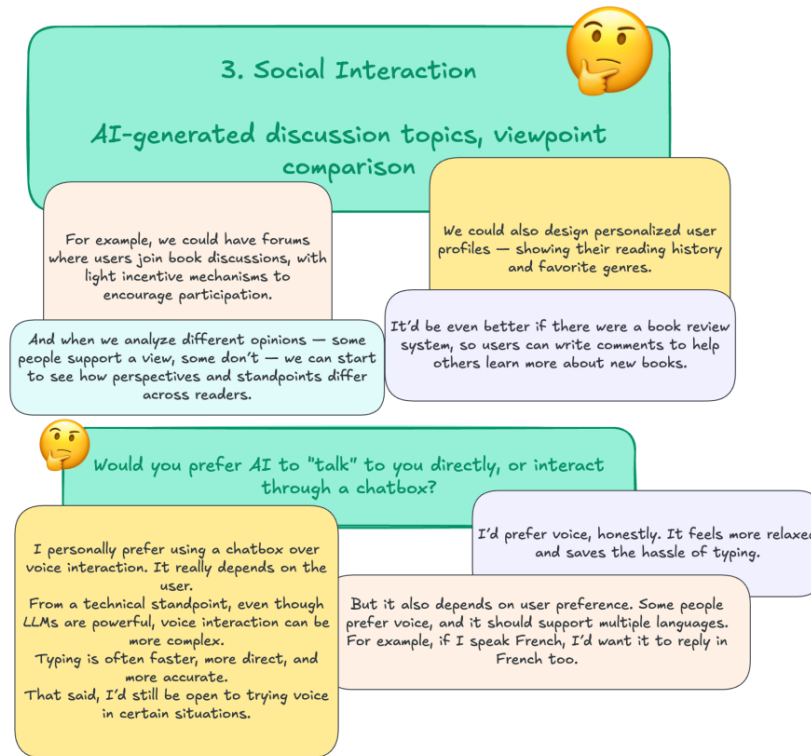 3. Social Interaction
AI-generated discussion topics, viewpoint
comparison
For example, we could have forums
where users join book discussions, with
light incentive mechanisms to
encourage participation.
We could also design personalized user
profiles — showing their reading history
and favorite genres.
And when we analyze different opinions — some
people support a view, some don't — we can start
to see how perspectives and standpoints differ
across readers.
It'd be even better if there were a book review
system, so users can write comments to help
others learn more about new books.
Would you prefer AI to "talk" to you directly, or interact
through a chatbox?
I personally prefer using a chatbox over
voice interaction. It really depends on the
user.
From a technical standpoint, even though
LLMs are powerful, voice interaction can be
more complex.
Typing is often faster, more direct, and
more accurate.
That said, I'd still be open to trying voice
in certain situations.
I'd prefer voice, honestly. It feels more relaxed
and saves the hassle of typing.
But it also depends on user preference. Some people
prefer voice, and it should support multiple languages.
For example, if I speak French, I'd want it to reply in
French too.